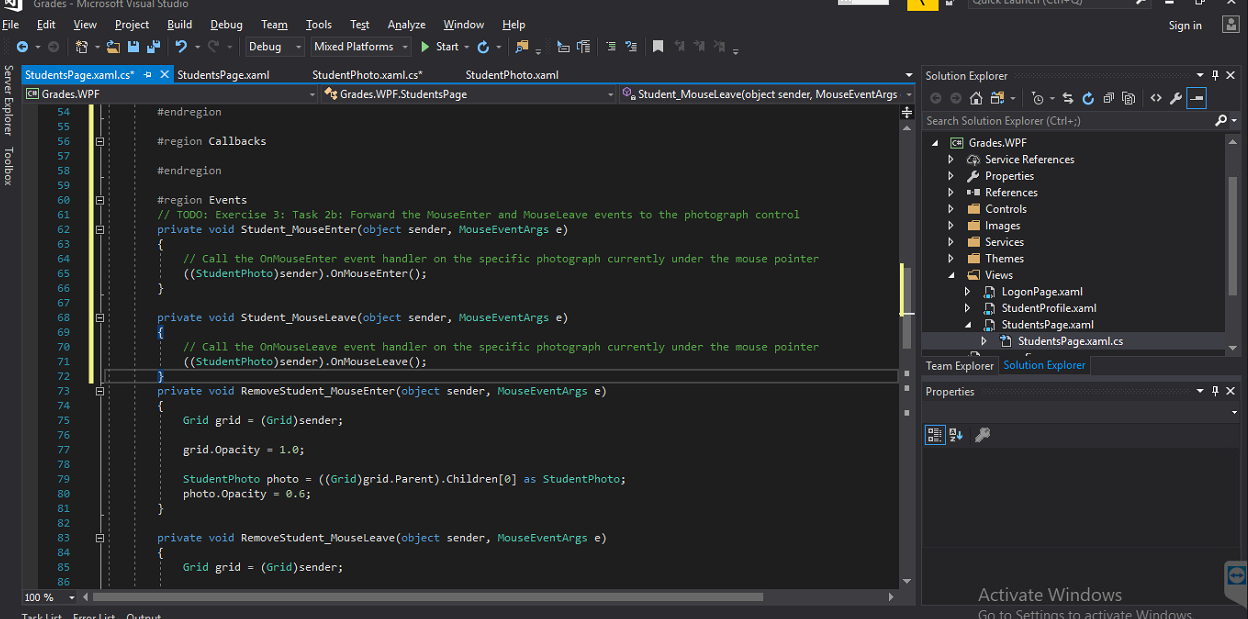 Grades - Microsoft Visual Studio
Quick Launch (Ctrl+Q)
File Edit View Project Build Debug Team Tools Test Analyze Window Help
Sign in
Debug Mixed Platforms Start
Server Explorer
Toolbox
StudentsPage.xaml.cs* StudentsPage.xaml StudentPhoto.xaml.cs* StudentPhoto.xaml
Grades.WPF Grades.WPF.StudentsPage Student_MouseLeave(object sender, MouseEventArgs
54 #endregion
55
56 #region Callbacks
57
58 #endregion
59
60 #region Events
61 // TODO: Exercise 3: Task 2b: Forward the MouseEnter and MouseLeave events to the photograph control
62 private void Student_MouseEnter(object sender, MouseEventArgs e)
63 {
64 // Call the OnMouseEnter event handler on the specific photograph currently under the mouse pointer
65 ((StudentPhoto)sender).OnMouseEnter();
66 }
67
68 private void Student_MouseLeave(object sender, MouseEventArgs e)
69 {
70 // Call the OnMouseLeave event handler on the specific photograph currently under the mouse pointer
71 ((StudentPhoto)sender).OnMouseLeave();
72 }
73 private void RemoveStudent_MouseEnter(object sender, MouseEventArgs e)
74 {
75 Grid grid = (Grid)sender;
76
77 grid.Opacity = 1.0;
78
79 StudentPhoto photo = ((Grid)grid.Parent).Children[0] as StudentPhoto;
80 photo.Opacity = 0.6;
81 }
82
83 private void RemoveStudent_MouseLeave(object sender, MouseEventArgs e)
84 {
85 Grid grid = (Grid)sender;
86
100 %
Task List Error List Output
Solution Explorer
Search Solution Explorer (Ctrl+;)
C# Grades.WPF
Service References
Properties
References
Controls
Images
Services
Themes
Views
LogonPage.xaml
StudentProfile.xaml
StudentsPage.xaml
StudentsPage.xaml.cs
Team Explorer Solution Explorer
Properties
Activate Windows
Go to Settings to activate Windows.